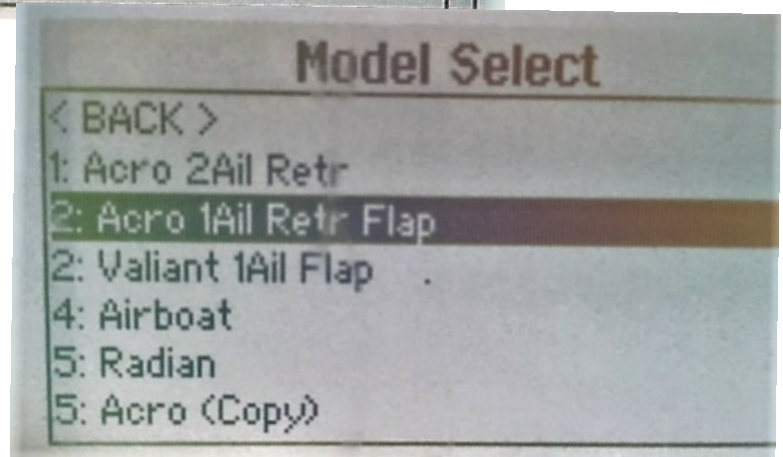 Model Select
< BACK >
1: Acro 2Ail Retr
2: Acro 1Ail Retr Flap
2: Valiant 1Ail Flap
4: Airboat
5: Radian
5: Acro (Copy)